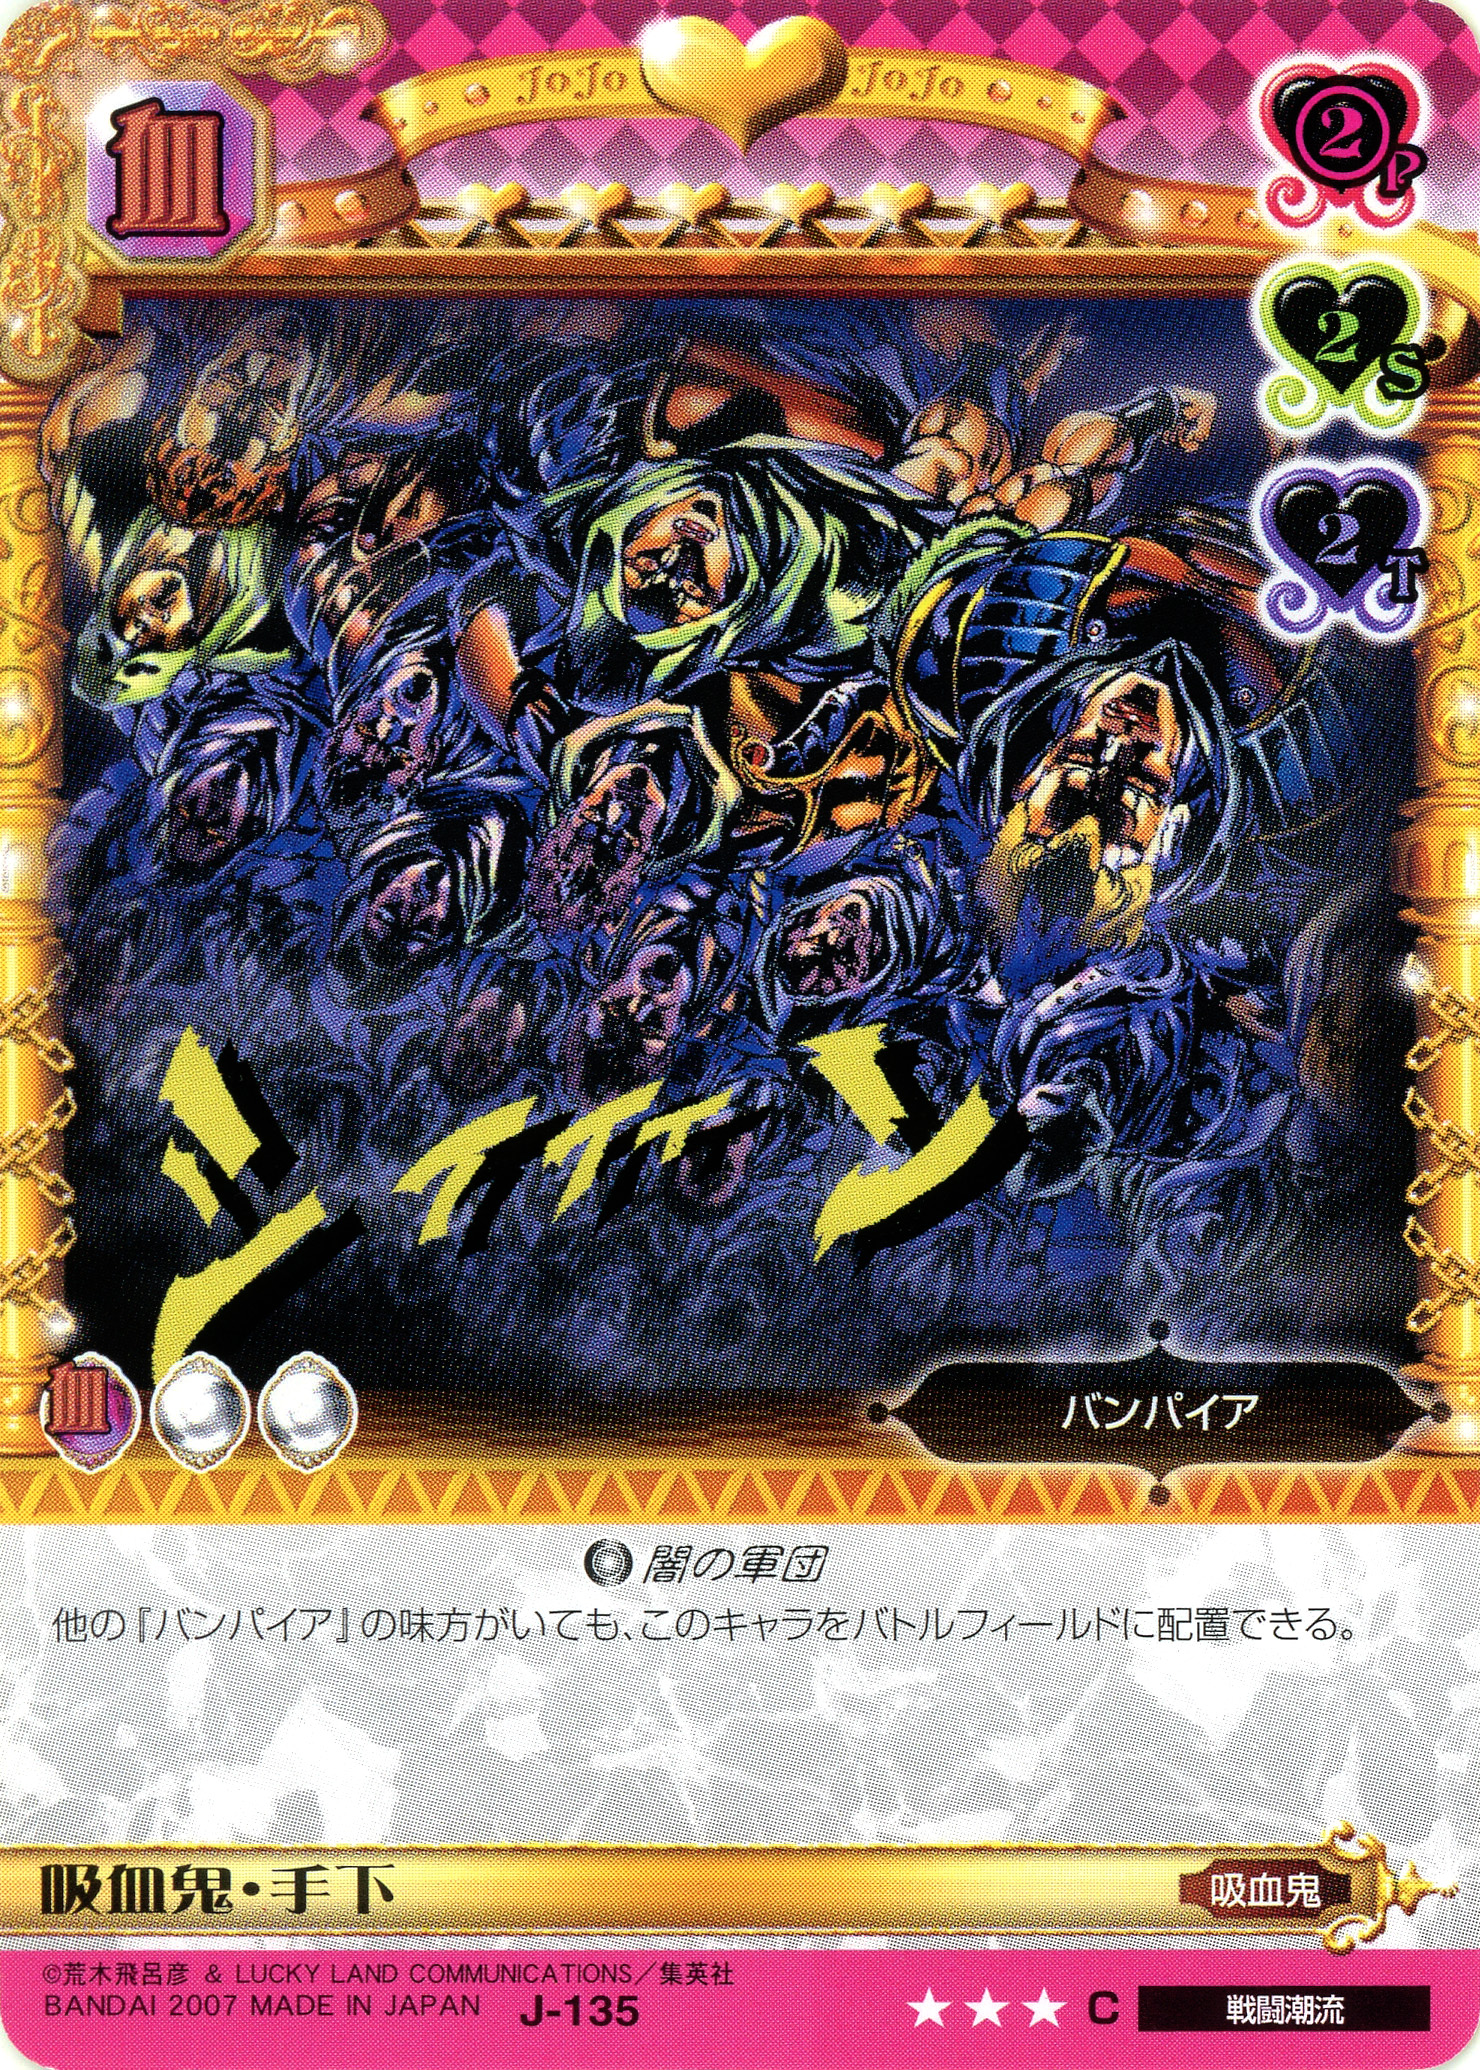 JoJo JoJo
血
2 P
2 S
2 T
シィィィーン
血
バンパイア
闇の軍団
他の『バンパイア』の味方がいても、このキャラをバトルフィールドに配置できる。
吸血鬼・手下
吸血鬼
©荒木飛呂彦 & LUCKY LAND COMMUNICATIONS／集英社
BANDAI 2007 MADE IN JAPAN J-135
★★★ C 戦闘潮流